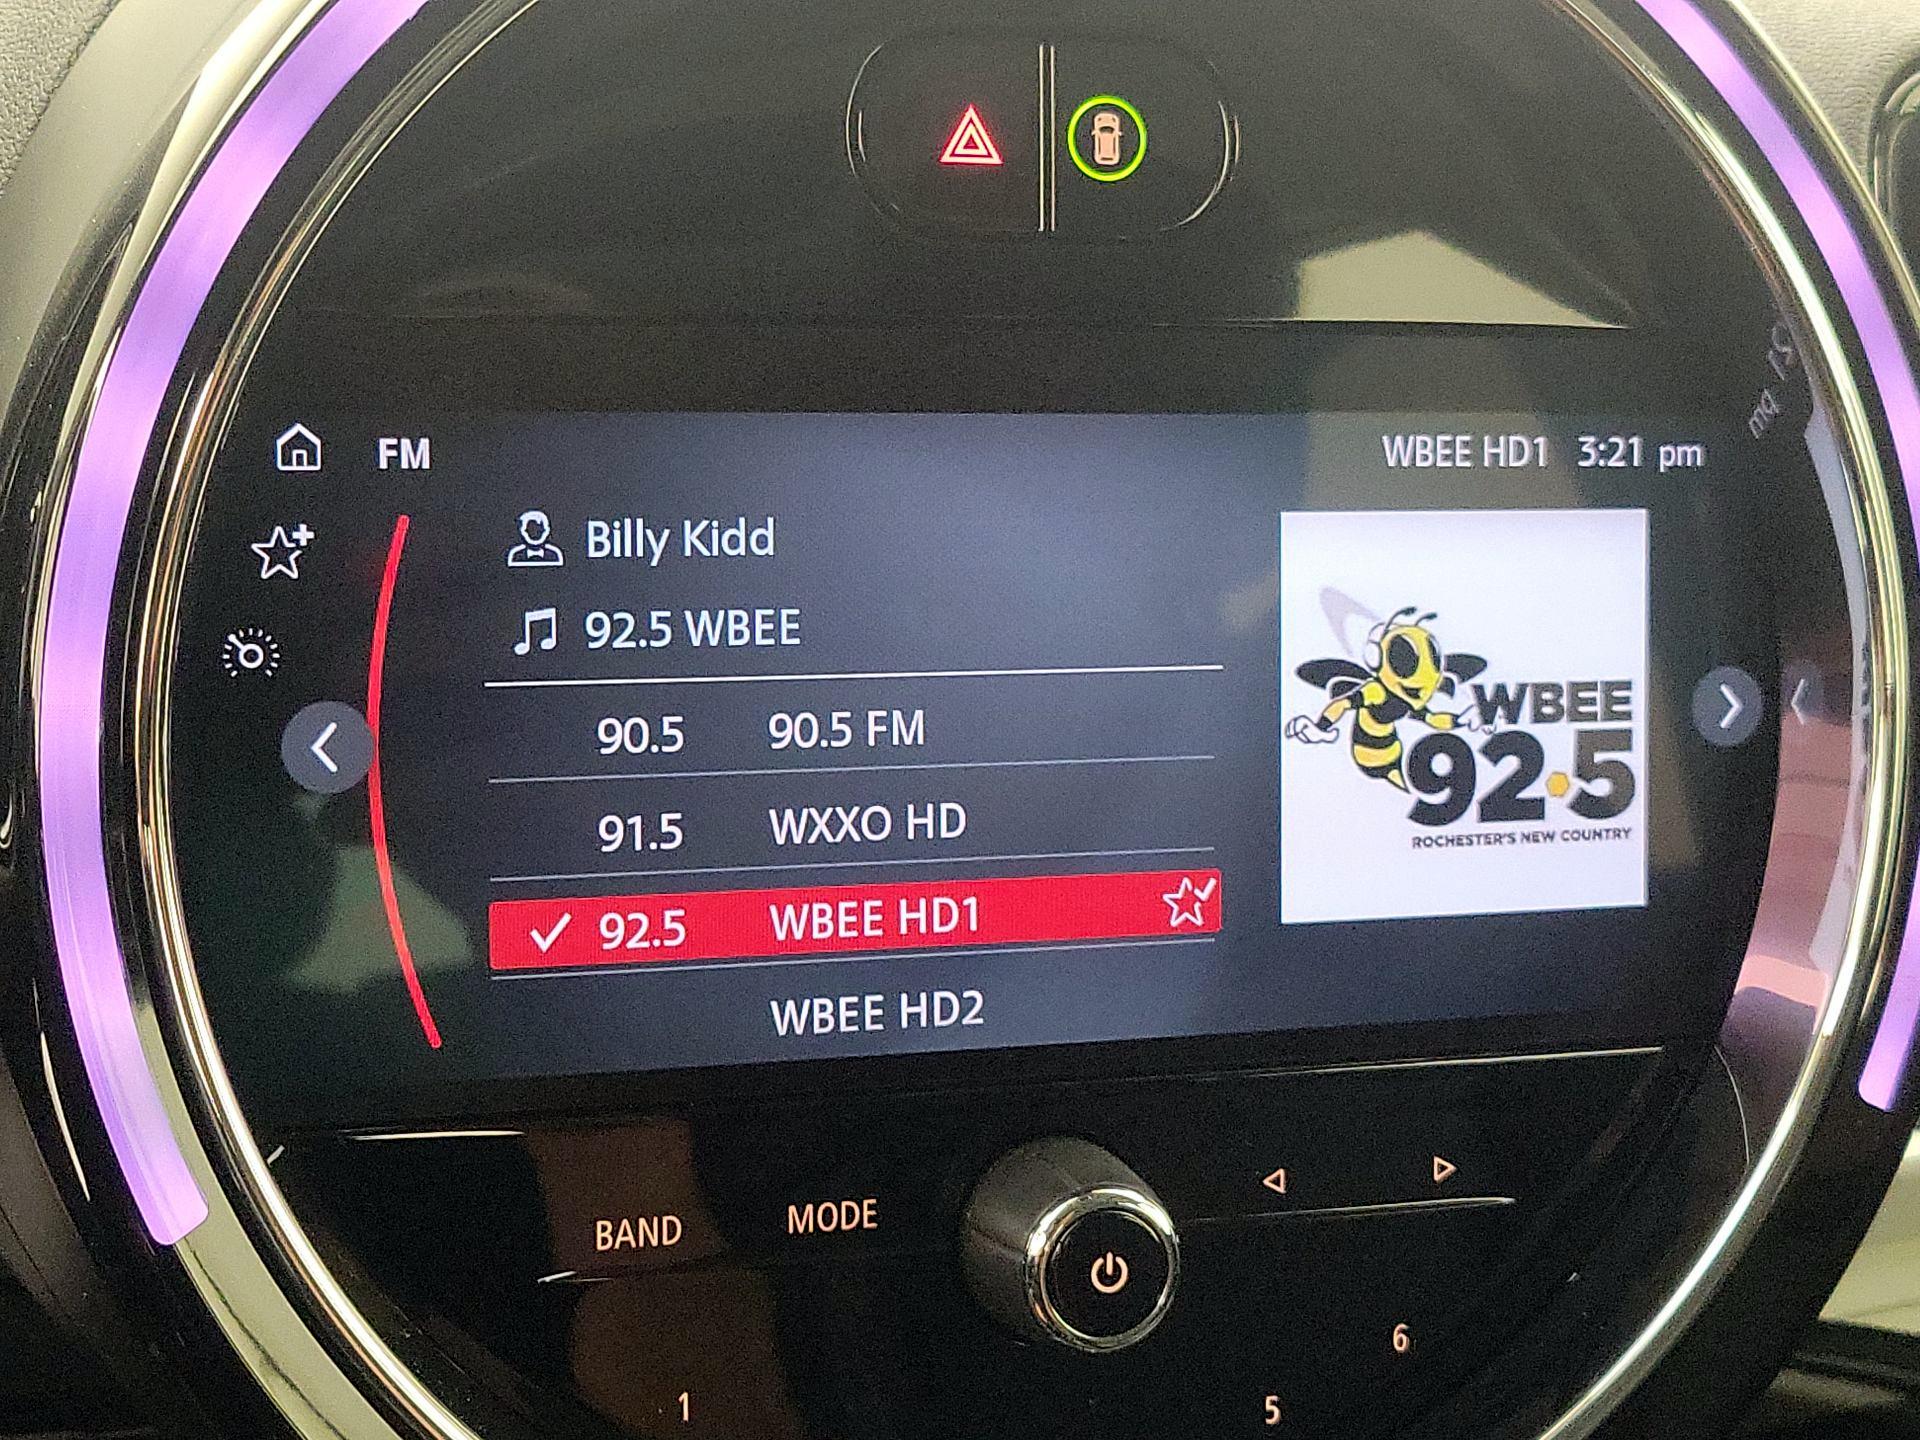 FM
WBEE HD1 3:21 pm
Billy Kidd
92.5 WBEE
90.5 90.5 FM
91.5 WXXO HD
92.5 WBEE HD1
WBEE HD2
WBEE
92.5
ROCHESTER'S NEW COUNTRY
BAND MODE
1 5 6